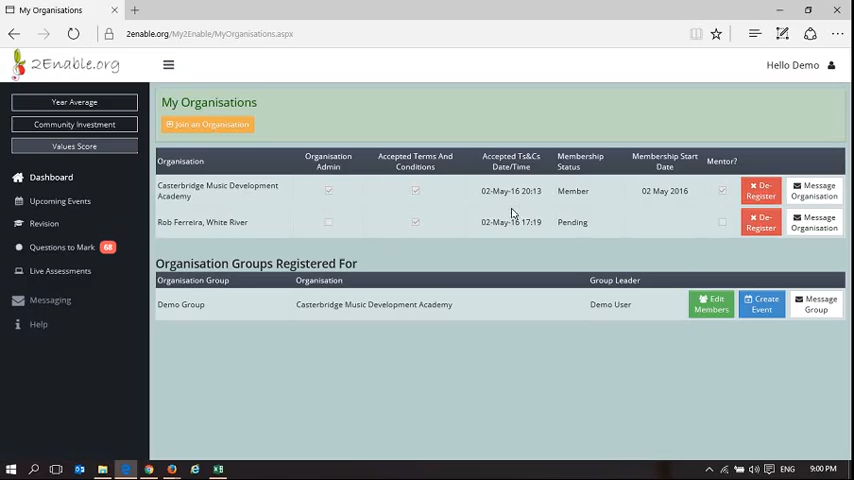 My Organisations
2enable.org/My2Enable/MyOrganisations.aspx
2Enable.org
Hello Demo
Year Average
Community Investment
Values Score
Dashboard
Upcoming Events
Revision
Questions to Mark 68
Live Assessments
Messaging
Help
My Organisations
Join an Organisation
Organisation
Organisation Admin
Accepted Terms And Conditions
Accepted Ts&Cs Date/Time
Membership Status
Membership Start Date
Mentor?
Casterbridge Music Development Academy
02-May-16 20:13
Member
02 May 2016
De-Register
Message Organisation
Rob Ferreira, White River
02-May-16 17:19
Pending
De-Register
Message Organisation
Organisation Groups Registered For
Organisation Group
Organisation
Group Leader
Demo Group
Casterbridge Music Development Academy
Demo User
Edit Members
Create Event
Message Group
ENG
9:00 PM